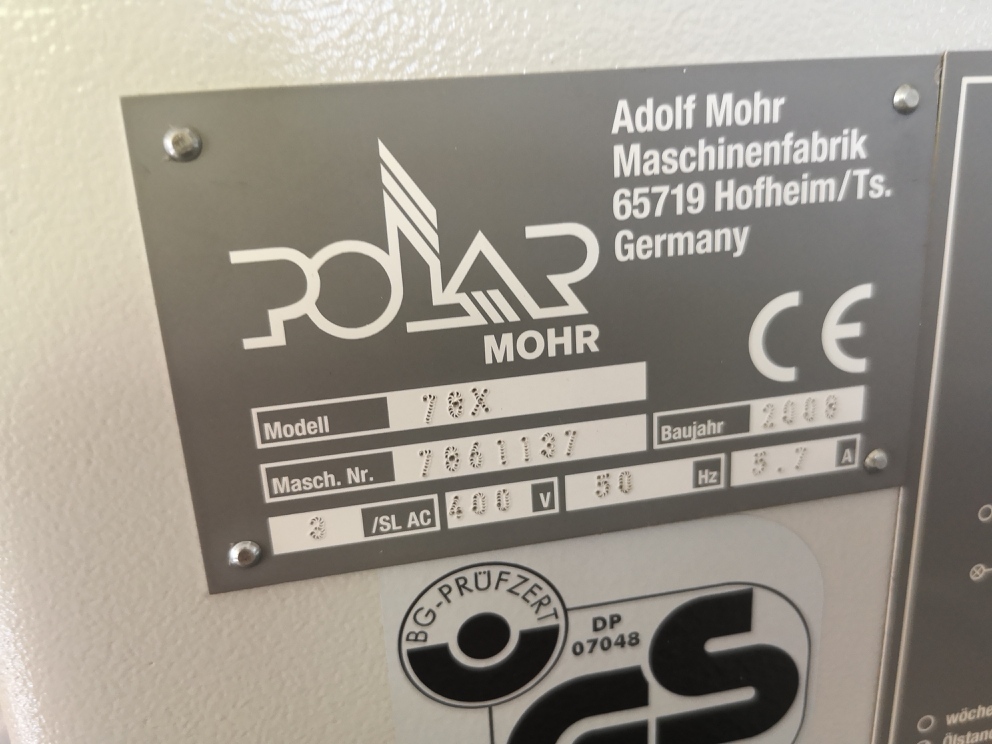 Adolf Mohr
Maschinenfabrik
65719 Hofheim/Ts.
Germany
POLAR
MOHR
CE
Modell 78X
Masch. Nr. 7861137
Baujahr 2008
3 /SL AC 400 V 50 Hz 5.7 A
BG-PRÜFZERT
DP
07048
GS